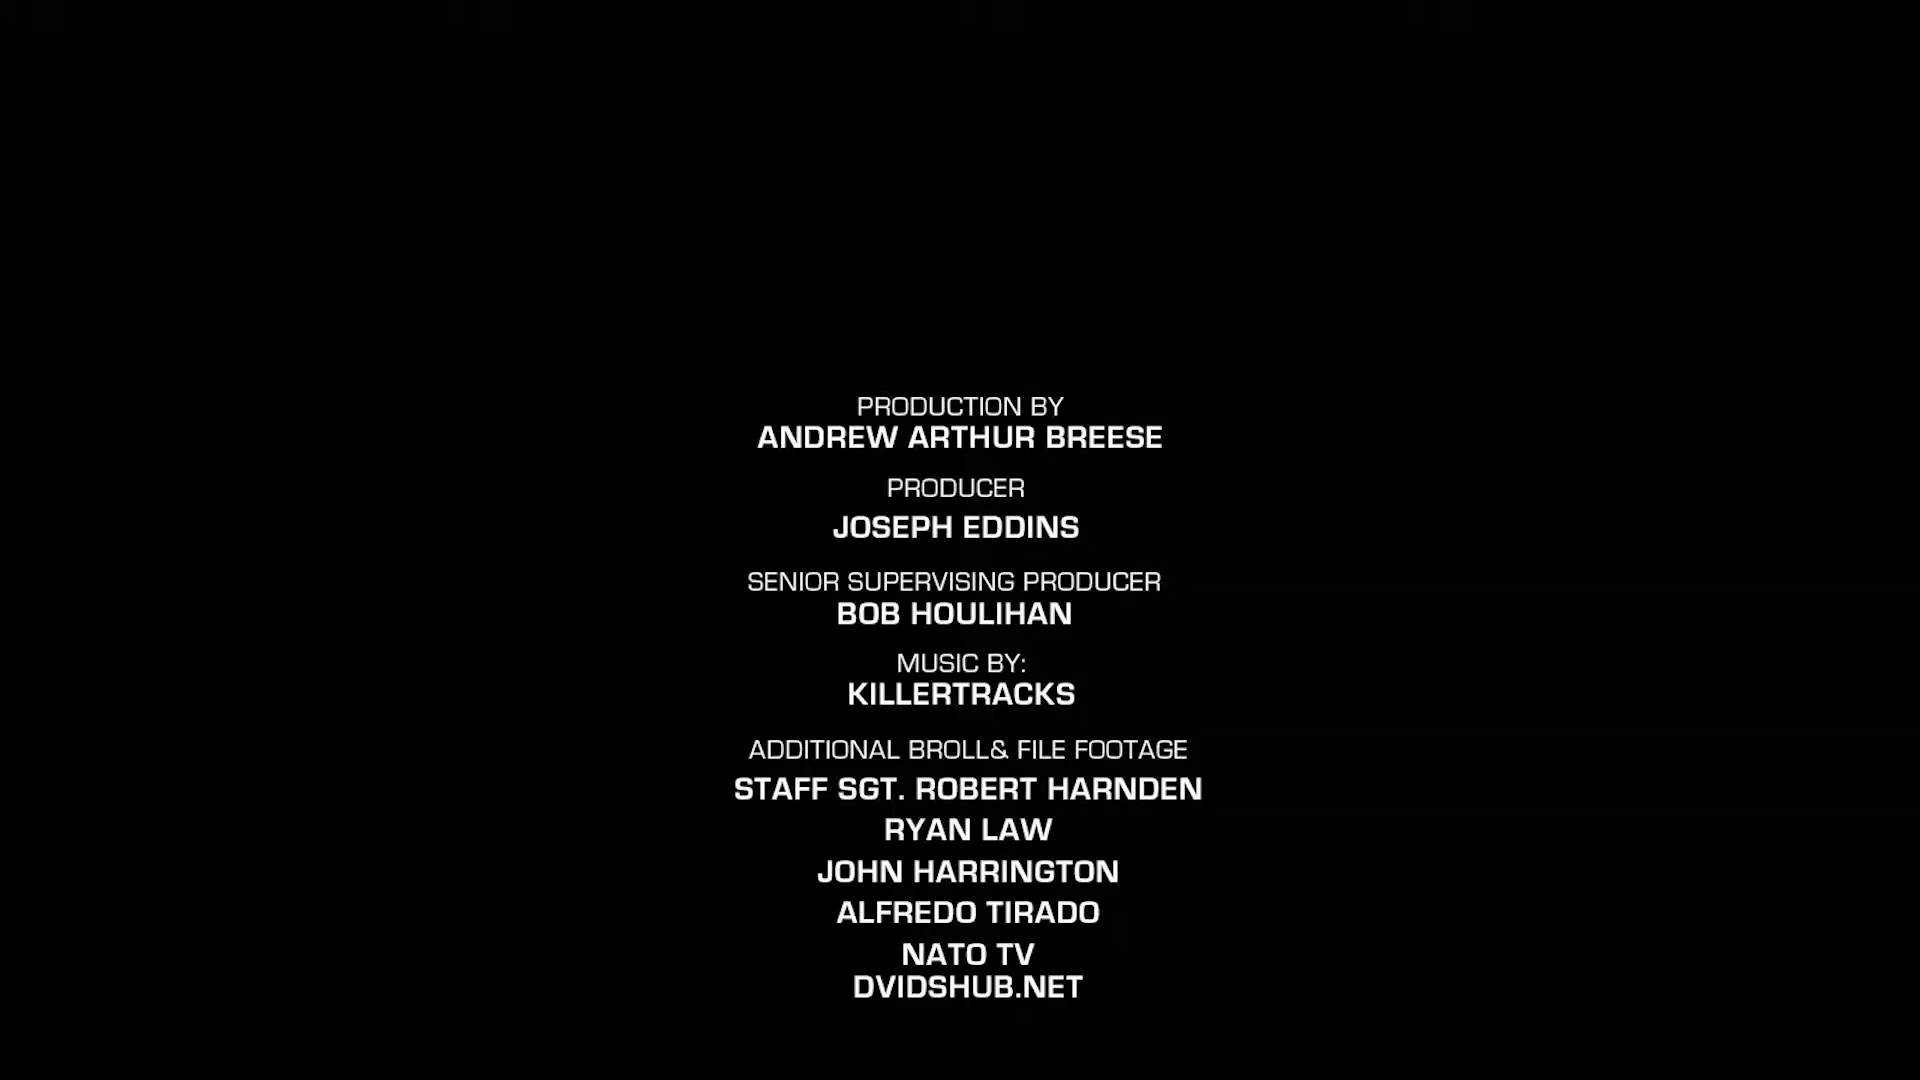 PRODUCTION BY
ANDREW ARTHUR BREESE
PRODUCER
JOSEPH EDDINS
SENIOR SUPERVISING PRODUCER
BOB HOULIHAN
MUSIC BY:
KILLERTRACKS
ADDITIONAL BROLL& FILE FOOTAGE
STAFF SGT. ROBERT HARNDEN
RYAN LAW
JOHN HARRINGTON
ALFREDO TIRADO
NATO TV
DVIDSHUB.NET